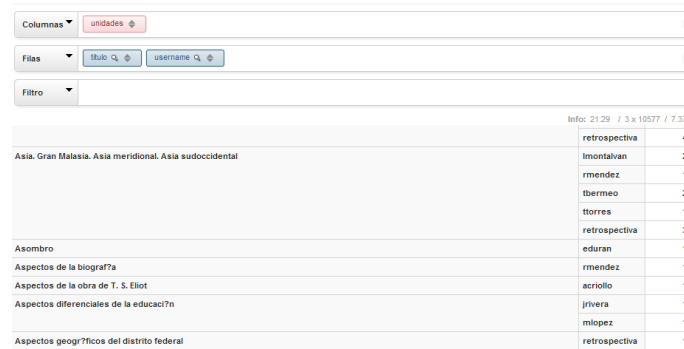 Columnas unidades
Filas titulo username
Filtro
Info: 21:29 / 3 x 10577 /
retrospectiva
Asia. Gran Malasia. Asia meridional. Asia sudoccidental lmontalvan
rmendez
tbermeo
ttorres
retrospectiva
Asombro eduran
Aspectos de la biograf?a rmendez
Aspectos de la obra de T. S. Eliot acriollo
Aspectos diferenciales de la educaci?n jrivera
mlopez
Aspectos geogr?ficos del distrito federal retrospectiva